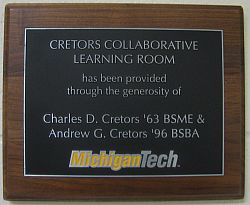 CRETORS COLLABORATIVE
LEARNING ROOM
has been provided
through the generosity of
Charles D. Cretors '63 BSME &
Andrew G. Cretors '96 BSBA
MichiganTech